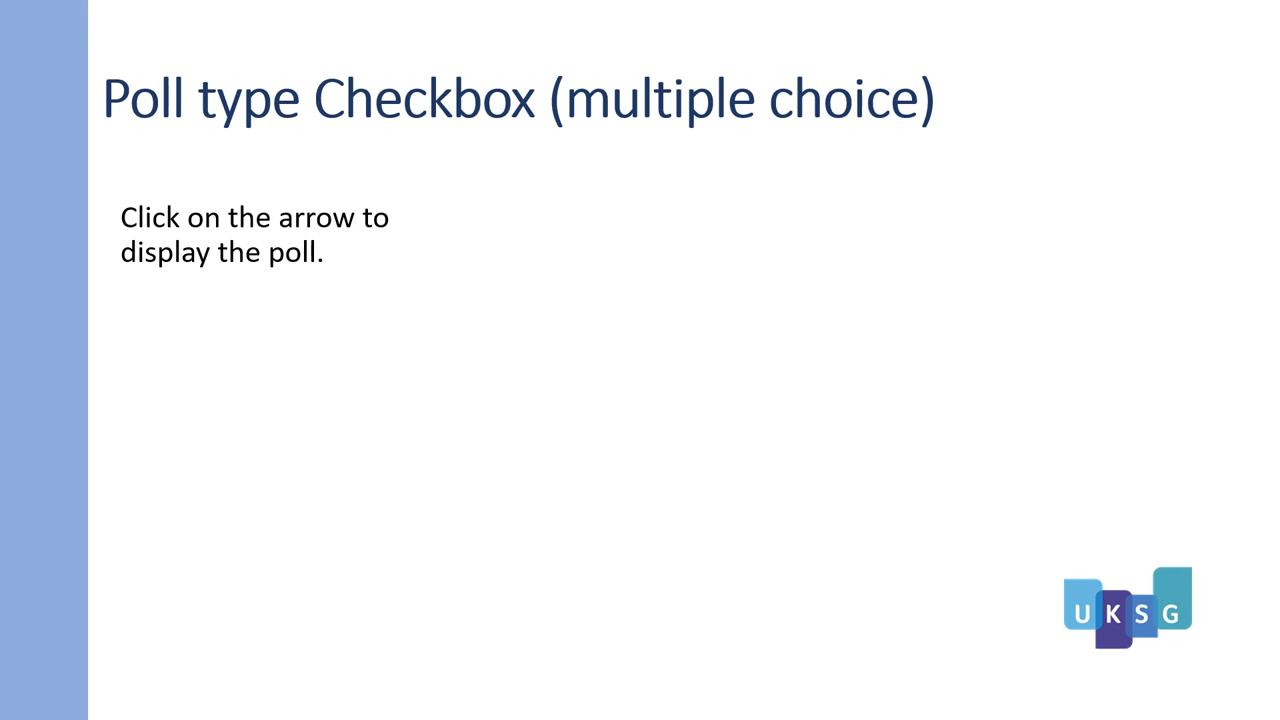 Poll type Checkbox (multiple choice)
Click on the arrow to
display the poll.
UKSG